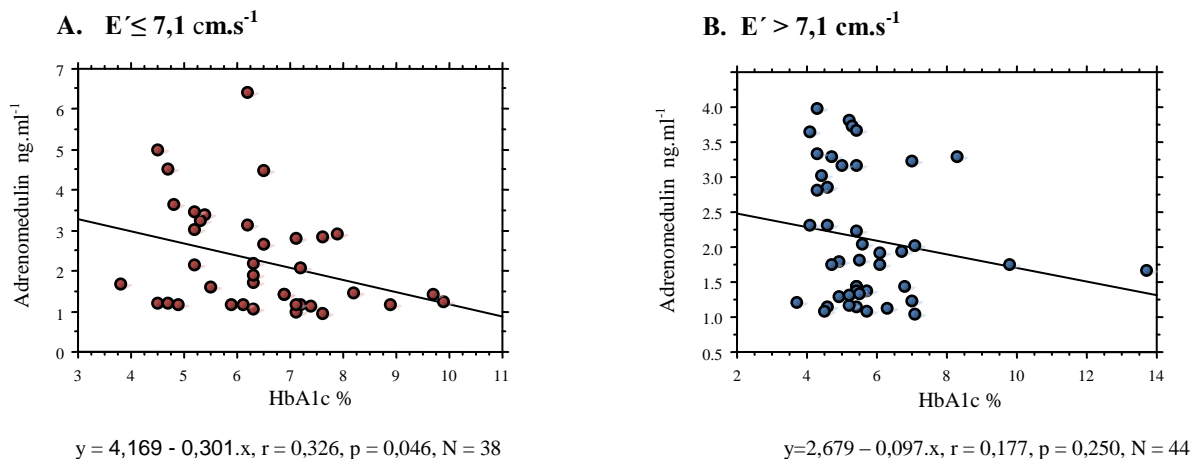 A. E´≤ 7,1 cm.s-1
7
6
5
4
3
2
1
0
Adrenomedulin ng.ml-1
3 4 5 6 7 8 9 10 11
HbA1c %
y = 4,169 - 0,301.x, r = 0,326, p = 0,046, N = 38
B. E´ > 7,1 cm.s-1
4.0
3.5
3.0
2.5
2.0
1.5
1.0
0.5
Adrenomedulin ng.ml-1
2 4 6 8 10 12 14
HbA1c %
y=2,679 – 0,097.x, r = 0,177, p = 0,250, N = 44